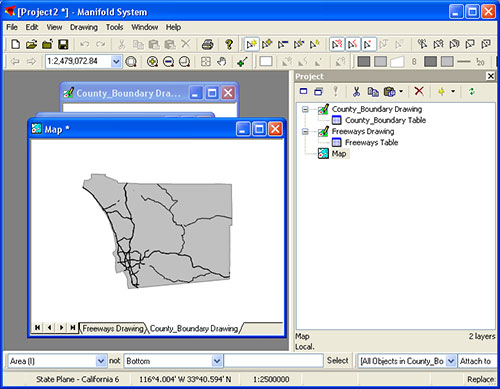 [Project2 *] - Manifold System
File Edit View Drawing Tools Window Help
1:2,479,072.84
8
20
Project
County_Boundary Dra...
County_Boundary Drawing
County_Boundary Table
Freeways Drawing
Freeways Table
Map
Map *
Freeways Drawing County_Boundary Drawing
Map 2 layers
Local.
Area (I) not Bottom Select [All Objects in County_Bo Attach to
State Plane - California 6 116°4.004' W 33°40.594' N 1:2500000 Replace